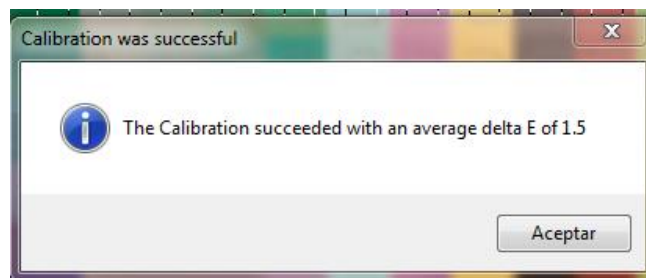 Calibration was successful
The Calibration succeeded with an average delta E of 1.5
Aceptar